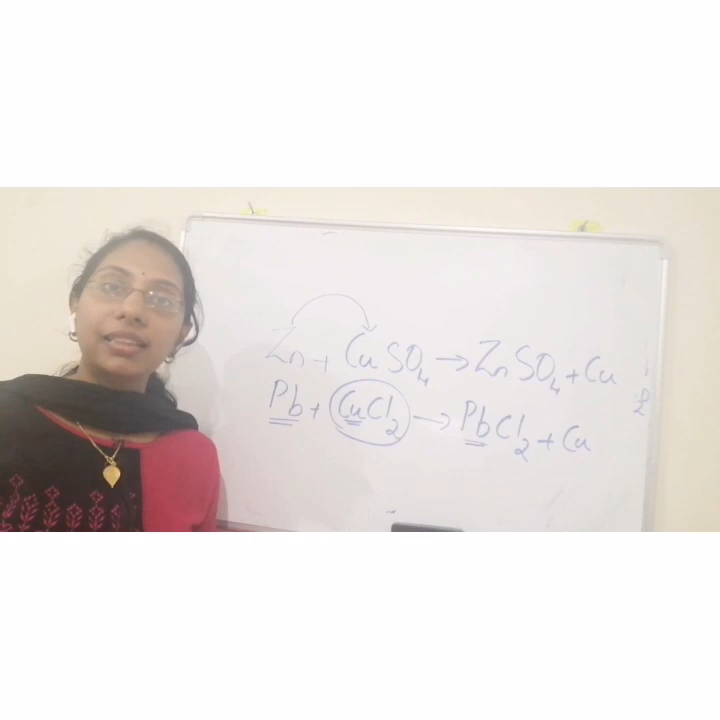 Zn + CuSO₄ → ZnSO₄ + Cu
Pb + CuCl₂ → PbCl₂ + Cu